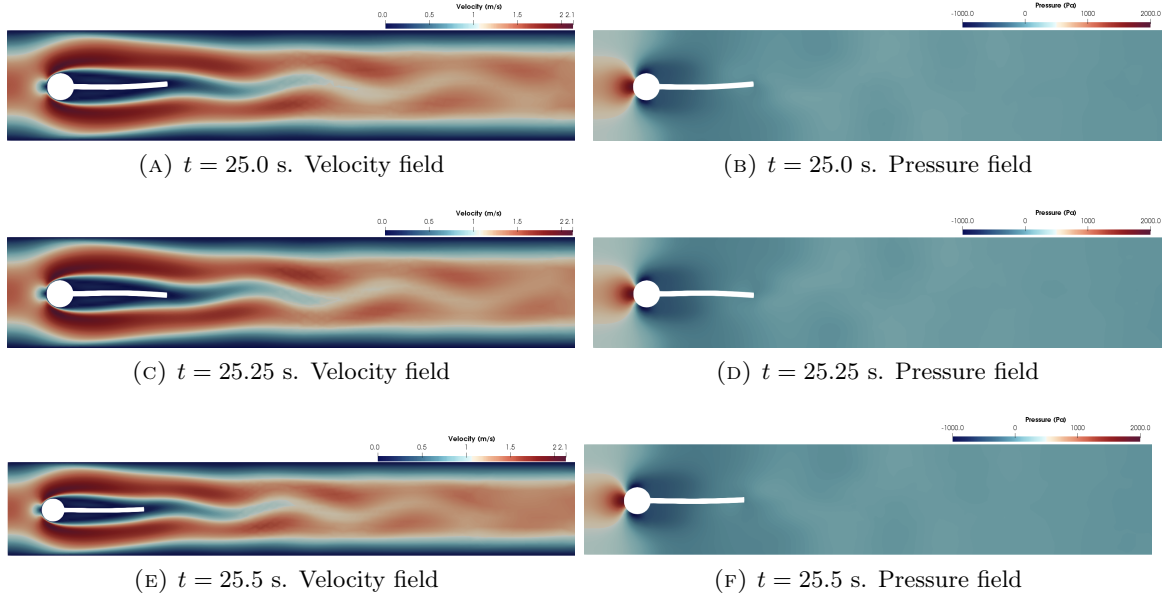 Velocity (m/s)
0.0 0.5 1 1.5 2 2.1
Pressure (Pa)
-1000.0 0 1000 2000.0
(A) t = 25.0 s. Velocity field
(B) t = 25.0 s. Pressure field
Velocity (m/s)
0.0 0.5 1 1.5 2 2.1
Pressure (Pa)
-1000.0 0 1000 2000.0
(C) t = 25.25 s. Velocity field
(D) t = 25.25 s. Pressure field
Velocity (m/s)
0.0 0.5 1 1.5 2 2.1
Pressure (Pa)
-1000.0 0 1000 2000.0
(E) t = 25.5 s. Velocity field
(F) t = 25.5 s. Pressure field